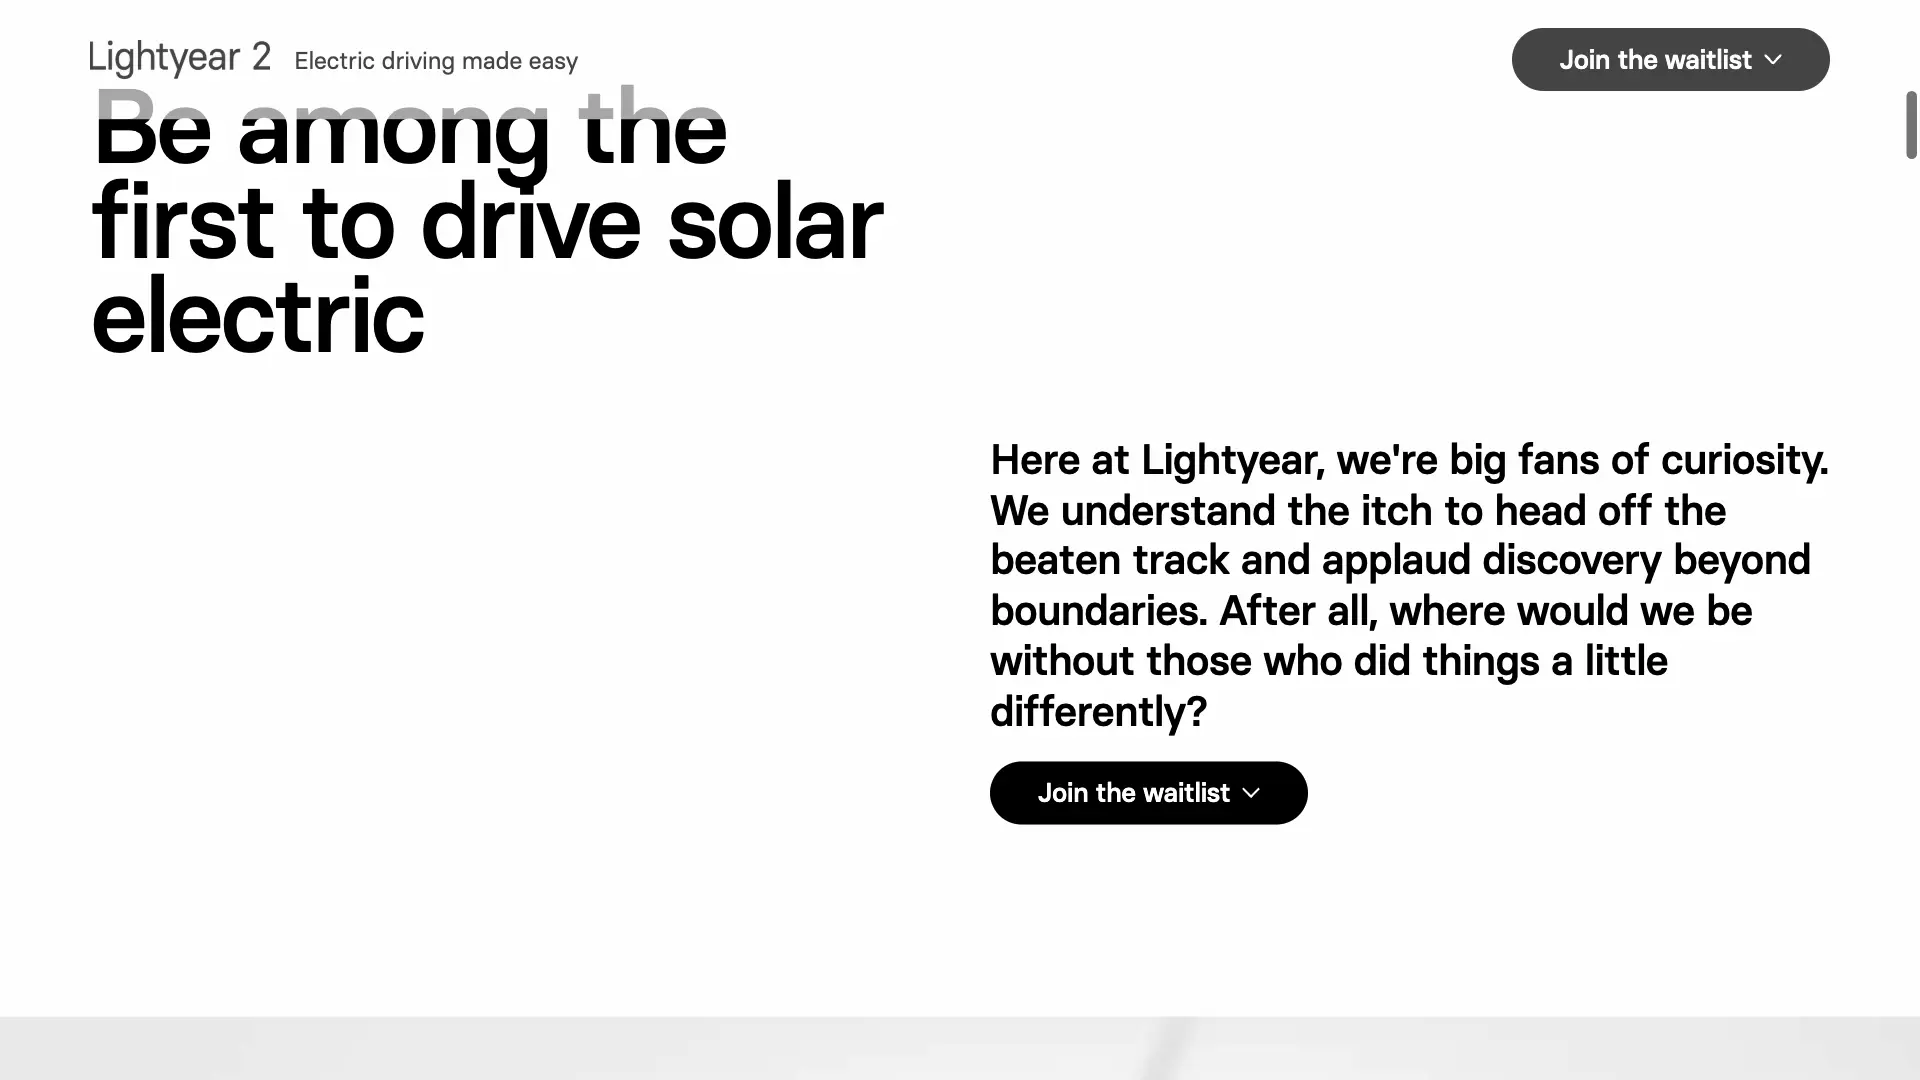 Lightyear 2 Electric driving made easy
Join the waitlist
Be among the
first to drive solar
electric
Here at Lightyear, we're big fans of curiosity.
We understand the itch to head off the
beaten track and applaud discovery beyond
boundaries. After all, where would we be
without those who did things a little
differently?
Join the waitlist